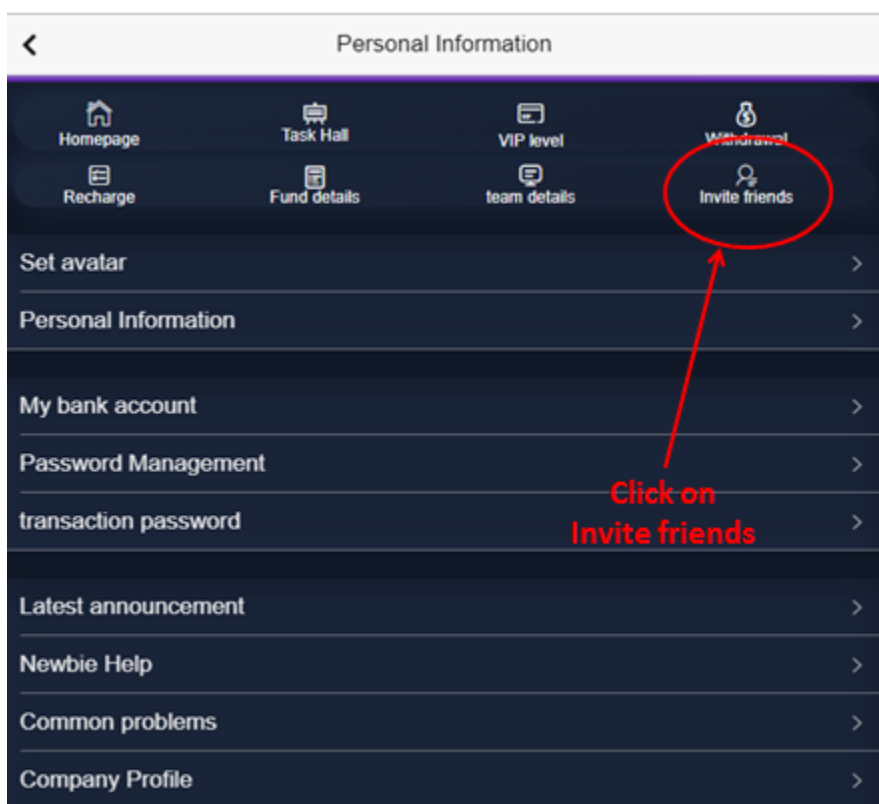 Personal Information
Homepage
Task Hall
VIP level
Withdrawal
Recharge
Fund details
team details
Invite friends
Set avatar
Personal Information
My bank account
Password Management
transaction password
Click on
Invite friends
Latest announcement
Newbie Help
Common problems
Company Profile